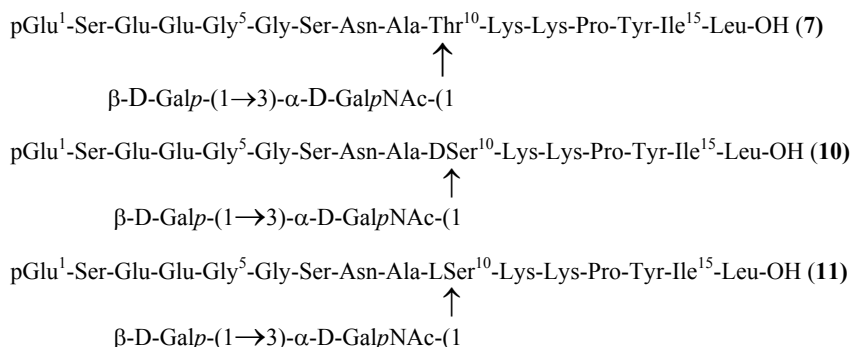 pGlu¹-Ser-Glu-Glu-Gly⁵-Gly-Ser-Asn-Ala-Thr¹⁰-Lys-Lys-Pro-Tyr-Ile¹⁵-Leu-OH (7)
↑
β-D-Galp-(1→3)-α-D-GalpNAc-(1
pGlu¹-Ser-Glu-Glu-Gly⁵-Gly-Ser-Asn-Ala-DSer¹⁰-Lys-Lys-Pro-Tyr-Ile¹⁵-Leu-OH (10)
↑
β-D-Galp-(1→3)-α-D-GalpNAc-(1
pGlu¹-Ser-Glu-Glu-Gly⁵-Gly-Ser-Asn-Ala-LSer¹⁰-Lys-Lys-Pro-Tyr-Ile¹⁵-Leu-OH (11)
↑
β-D-Galp-(1→3)-α-D-GalpNAc-(1